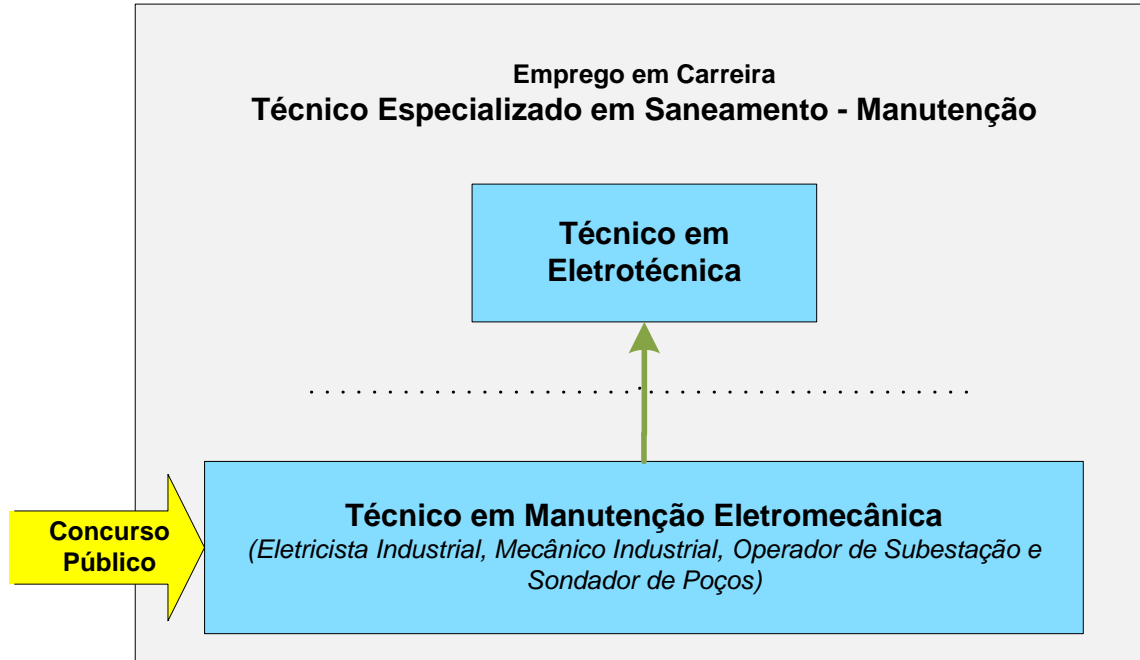 Emprego em Carreira
Técnico Especializado em Saneamento - Manutenção
Técnico em
Eletrotécnica
Concurso
Público
Técnico em Manutenção Eletromecânica
(Eletricista Industrial, Mecânico Industrial, Operador de Subestação e
Sondador de Poços)